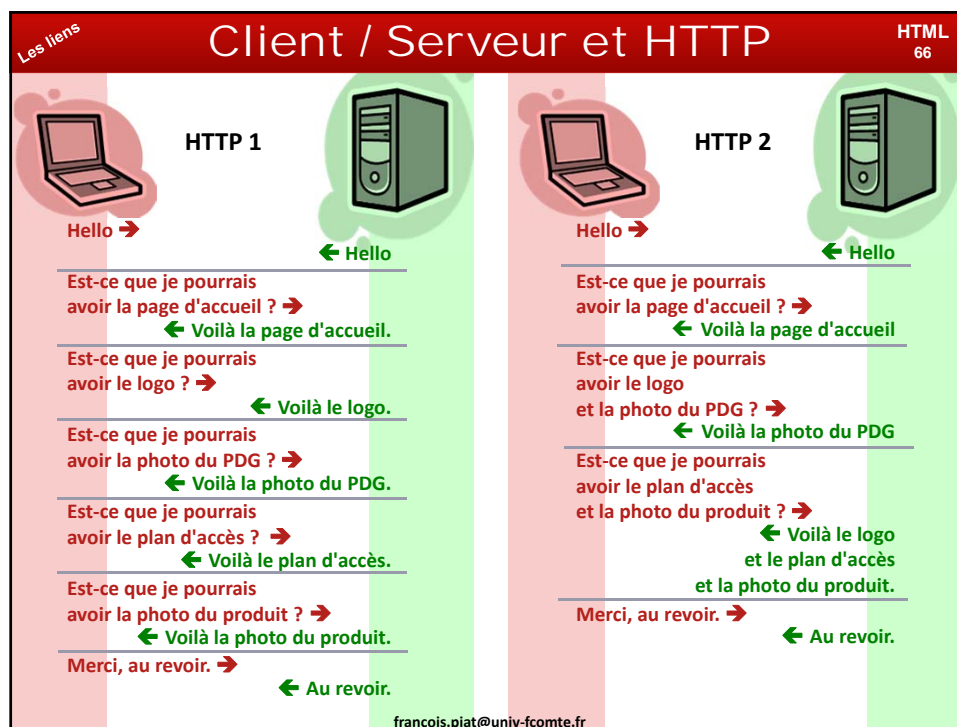 Les liens
Client / Serveur et HTTP
HTML
66
HTTP 1
Hello →
← Hello
Est-ce que je pourrais
avoir la page d'accueil ? →
← Voilà la page d'accueil.
Est-ce que je pourrais
avoir le logo ? →
← Voilà le logo.
Est-ce que je pourrais
avoir la photo du PDG ? →
← Voilà la photo du PDG.
Est-ce que je pourrais
avoir le plan d'accès ? →
← Voilà le plan d'accès.
Est-ce que je pourrais
avoir la photo du produit ? →
← Voilà la photo du produit.
Merci, au revoir. →
← Au revoir.
HTTP 2
Hello →
← Hello
Est-ce que je pourrais
avoir la page d'accueil ? →
← Voilà la page d'accueil
Est-ce que je pourrais
avoir le logo
et la photo du PDG ? →
← Voilà la photo du PDG
Est-ce que je pourrais
avoir le plan d'accès
et la photo du produit ? →
← Voilà le logo
et le plan d'accès
et la photo du produit.
Merci, au revoir. →
← Au revoir.
francois.piat@univ-fcomte.fr